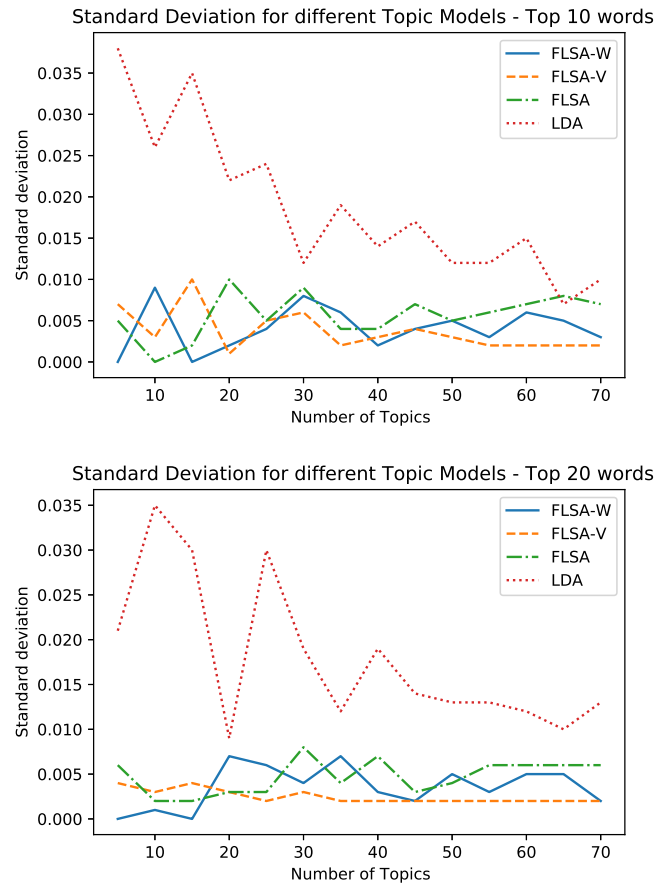 Standard Deviation for different Topic Models - Top 10 words
Standard deviation
0.035
0.030
0.025
0.020
0.015
0.010
0.005
0.000
FLSA-W
FLSA-V
FLSA
LDA
10 20 30 40 50 60 70
Number of Topics
Standard Deviation for different Topic Models - Top 20 words
Standard deviation
0.035
0.030
0.025
0.020
0.015
0.010
0.005
0.000
FLSA-W
FLSA-V
FLSA
LDA
10 20 30 40 50 60 70
Number of Topics